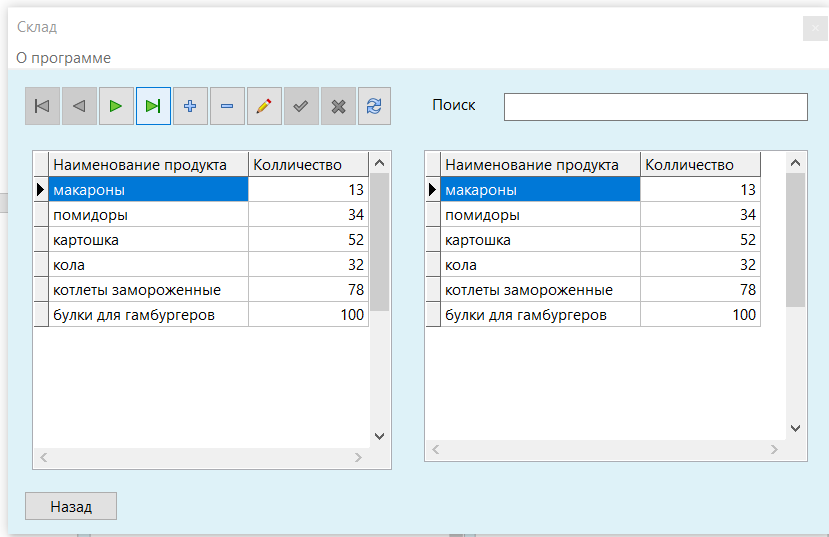 Склад
О программе
Поиск
Наименование продукта Колличество
макароны 13
помидоры 34
картошка 52
кола 32
котлеты замороженные 78
булки для гамбургеров 100
Наименование продукта Колличество
макароны 13
помидоры 34
картошка 52
кола 32
котлеты замороженные 78
булки для гамбургеров 100
Назад